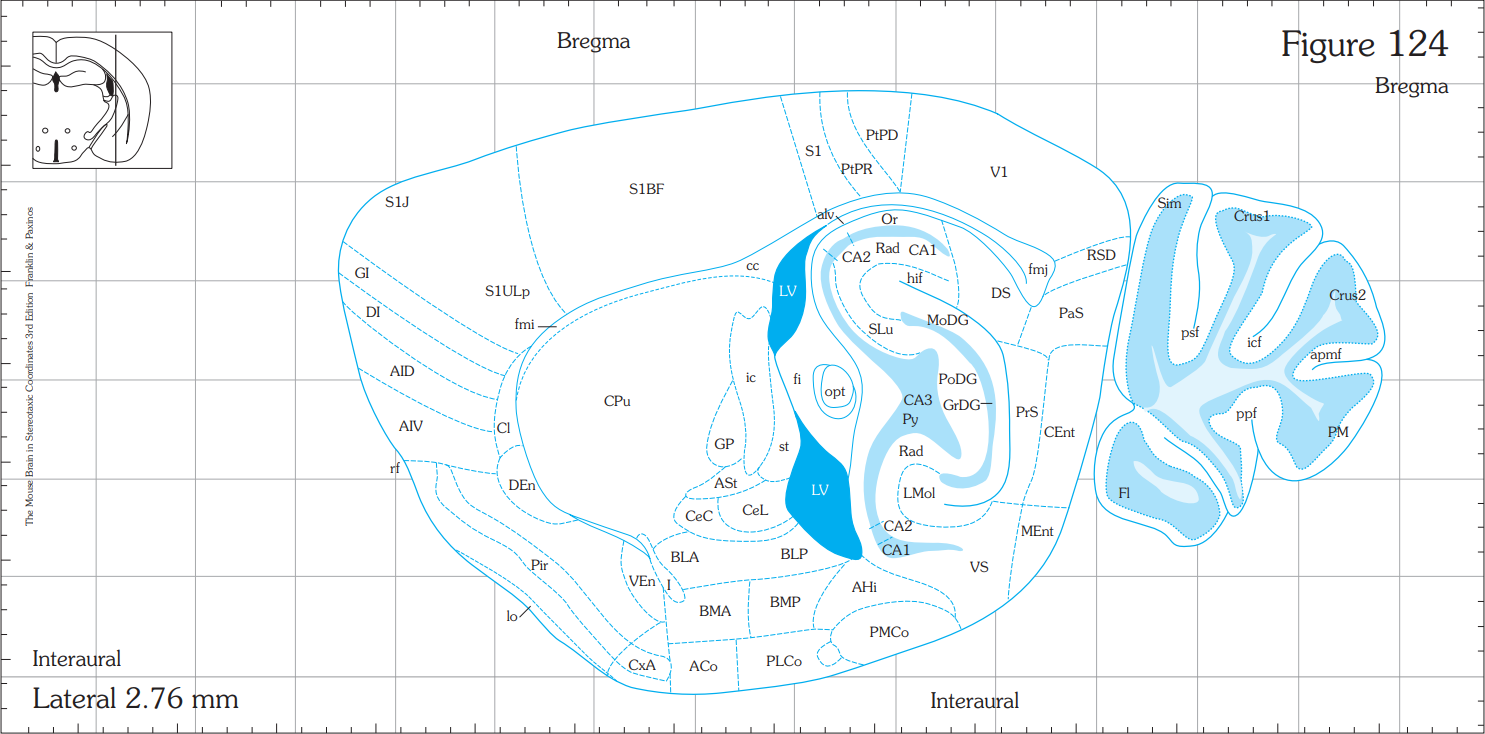 Bregma
Figure 124
Bregma
The Mouse Brain in Stereotaxic Coordinates 3rd Edition Franklin & Paxinos
S1J
S1BF
S1
PtPD
PtPR
V1
Sim
Crus1
alv
Or
CA2
Rad
CA1
RSD
GI
cc
hif
fmj
S1ULp
LV
DS
Crus2
DI
fmi
SLu
MoDG
PaS
psf
icf
apmf
AID
ic
fi
opt
PoDG
CPu
CA3
GrDG
Py
PrS
ppf
AIV
Cl
CEnt
PM
GP
st
Rad
rf
DEn
ASt
LV
LMol
Fl
CeC
CeL
CA2
MEnt
BLA
BLP
CA1
Pir
VS
VEn
I
AHi
BMA
BMP
lo
PMCo
CxA
ACo
PLCo
Interaural
Lateral 2.76 mm
Interaural